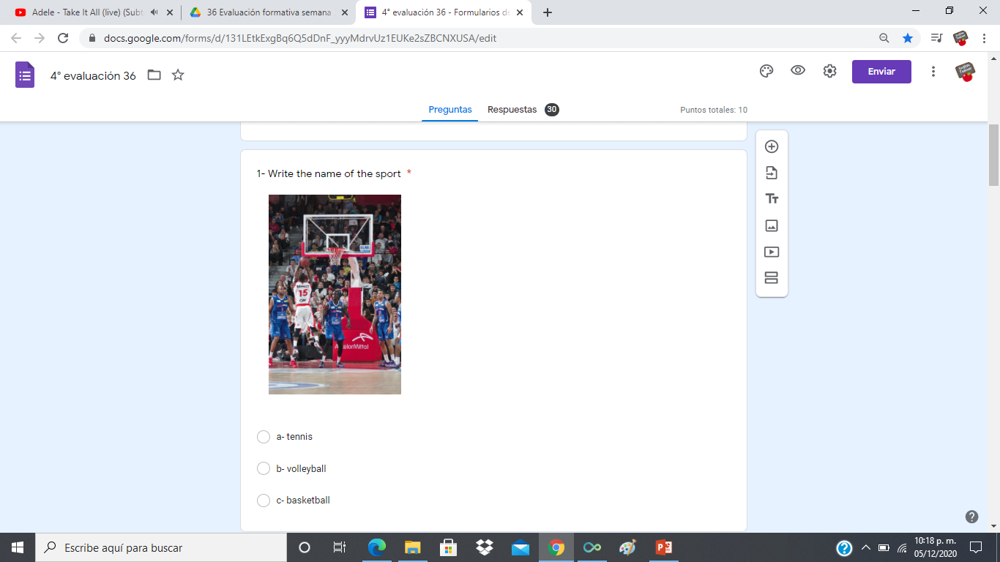 Adele - Take It All (live) (Subt
36 Evaluación formativa semana
4° evaluación 36 - Formularios de
docs.google.com/forms/d/131LEtkExgBq6Q5dDnF_yyyMdrvUz1EUKe2sZBCNXUSA/edit
4° evaluación 36
Enviar
Preguntas
Respuestas 30
Puntos totales: 10
1- Write the name of the sport *
15
ArcelorMittal
a- tennis
b- volleyball
c- basketball
Escribe aquí para buscar
10:18 p. m.
05/12/2020